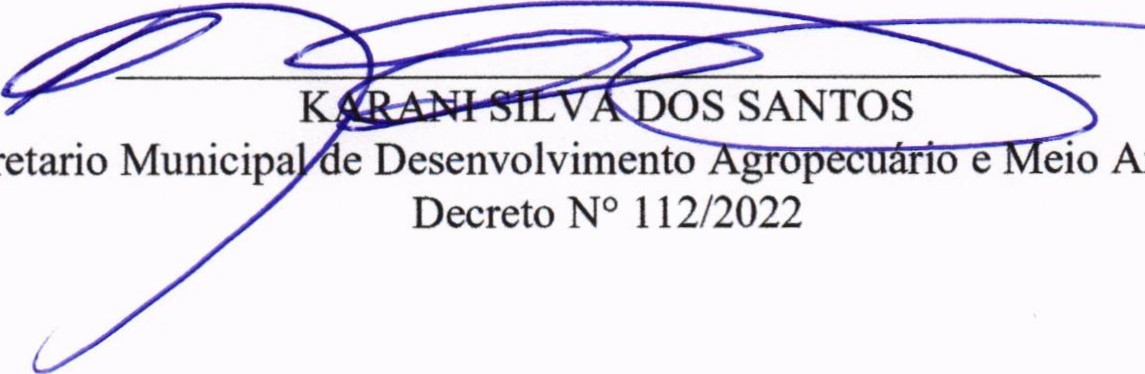 KARANI SILVA DOS SANTOS
retario Municipal de Desenvolvimento Agropecuário e Meio A
Decreto N° 112/2022